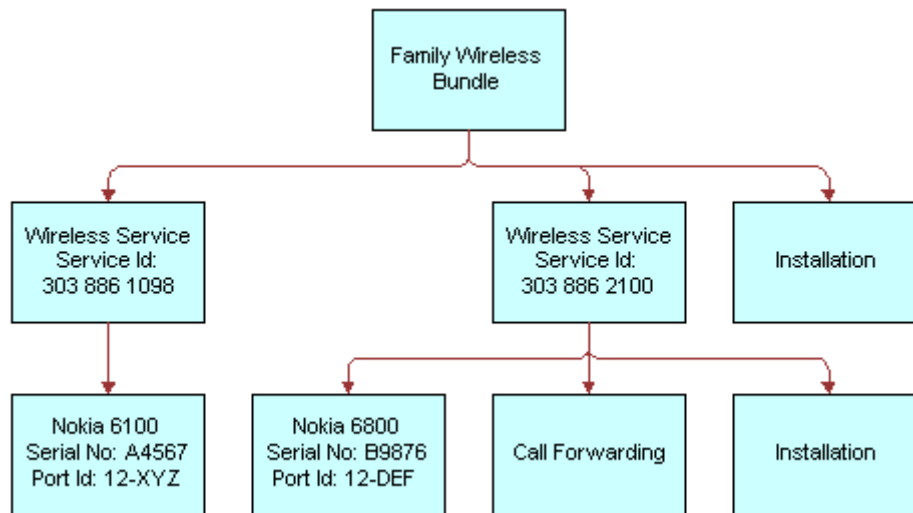 Family Wireless
Bundle
Wireless Service
Service Id:
303 886 1098
Wireless Service
Service Id:
303 886 2100
Installation
Nokia 6100
Serial No: A4567
Port Id: 12-XYZ
Nokia 6800
Serial No: B9876
Port Id: 12-DEF
Call Forwarding
Installation